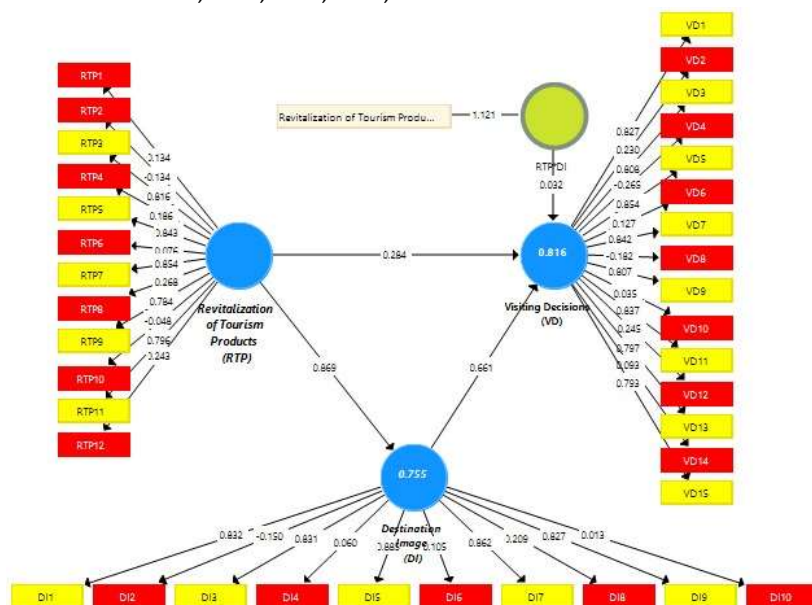 RTP1
RTP2
RTP3
RTP4
RTP5
RTP6
RTP7
RTP8
RTP9
RTP10
RTP11
RTP12
0.134
-0.134
0.816
0.186
0.843
0.076
0.854
0.268
0.784
-0.048
0.796
0.243
Revitalization
of Tourism
Products
(RTP)
Revitalization of Tourism Produ...
1.121
RTP*DI
0.032
0.284
0.869
0.661
0.816
Visiting Decisions
(VD)
0.827
0.230
0.808
-0.265
0.854
0.127
0.842
-0.182
0.807
0.035
0.837
0.245
0.797
0.093
0.793
VD1
VD2
VD3
VD4
VD5
VD6
VD7
VD8
VD9
VD10
VD11
VD12
VD13
VD14
VD15
0.755
Destination
Image
(DI)
0.832
-0.150
0.831
0.060
0.885
0.105
0.862
0.209
0.827
0.013
DI1
DI2
DI3
DI4
DI5
DI6
DI7
DI8
DI9
DI10